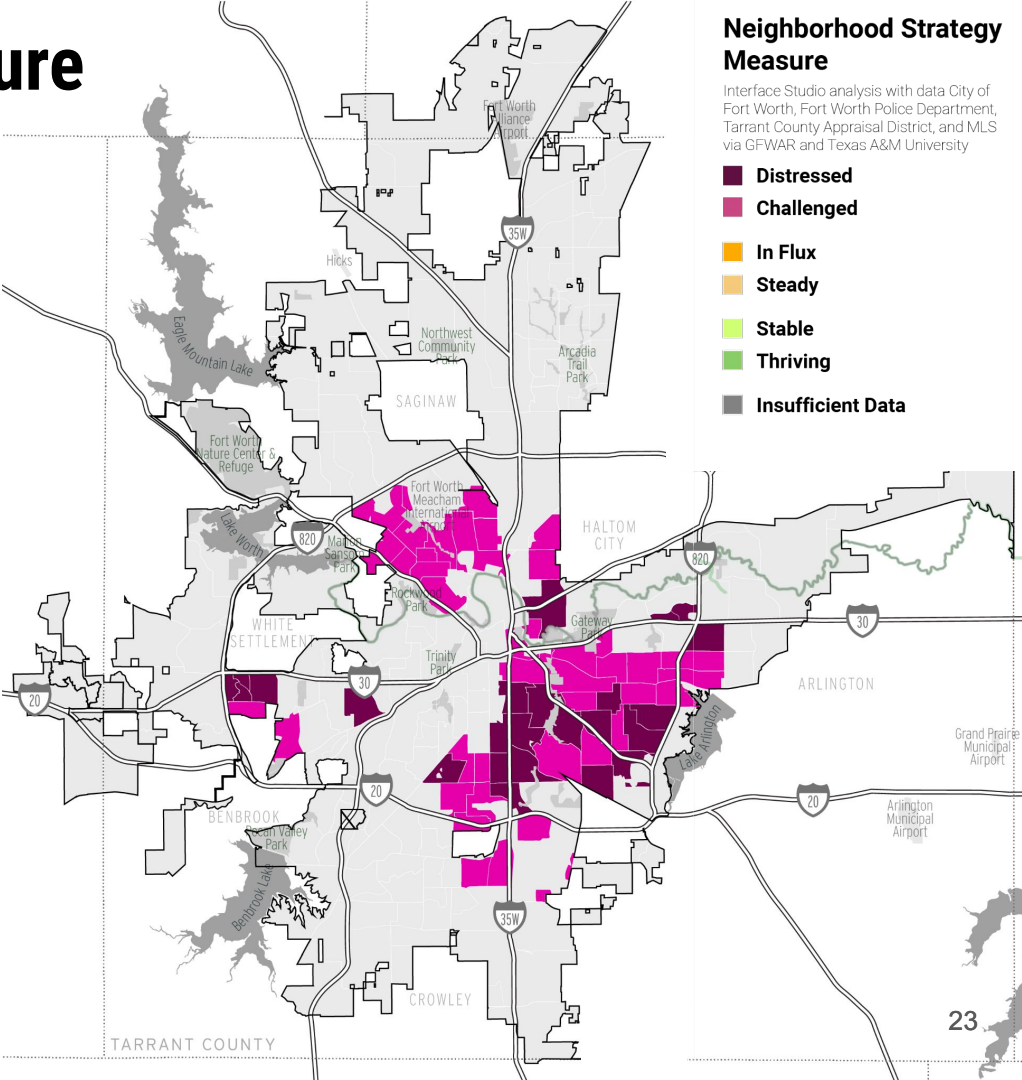 ure
Neighborhood Strategy
Measure
Interface Studio analysis with data City of
Fort Worth, Fort Worth Police Department,
Tarrant County Appraisal District, and MLS
via GFWAR and Texas A&M University
Distressed
Challenged
In Flux
Steady
Stable
Thriving
Insufficient Data
Fort Worth
Alliance
Airport
35W
Hicks
Eagle Mountain Lake
Northwest
Community
Park
Arcadia
Trail
Park
SAGINAW
Fort Worth
Nature Center &
Refuge
Fort Worth
Meacham
International
Airport
HALTOM
CITY
Lake Worth
820
Marion
Sansom
Park
820
Rockwood
Park
Gateway
Park
30
WHITE
SETTLEMENT
Trinity
Park
30
20
ARLINGTON
Lake Arlington
Grand Prairie
Municipal
Airport
20
20
Arlington
Municipal
Airport
BENBROOK
Pecan Valley
Park
Benbrook Lake
35W
CROWLEY
23
TARRANT COUNTY